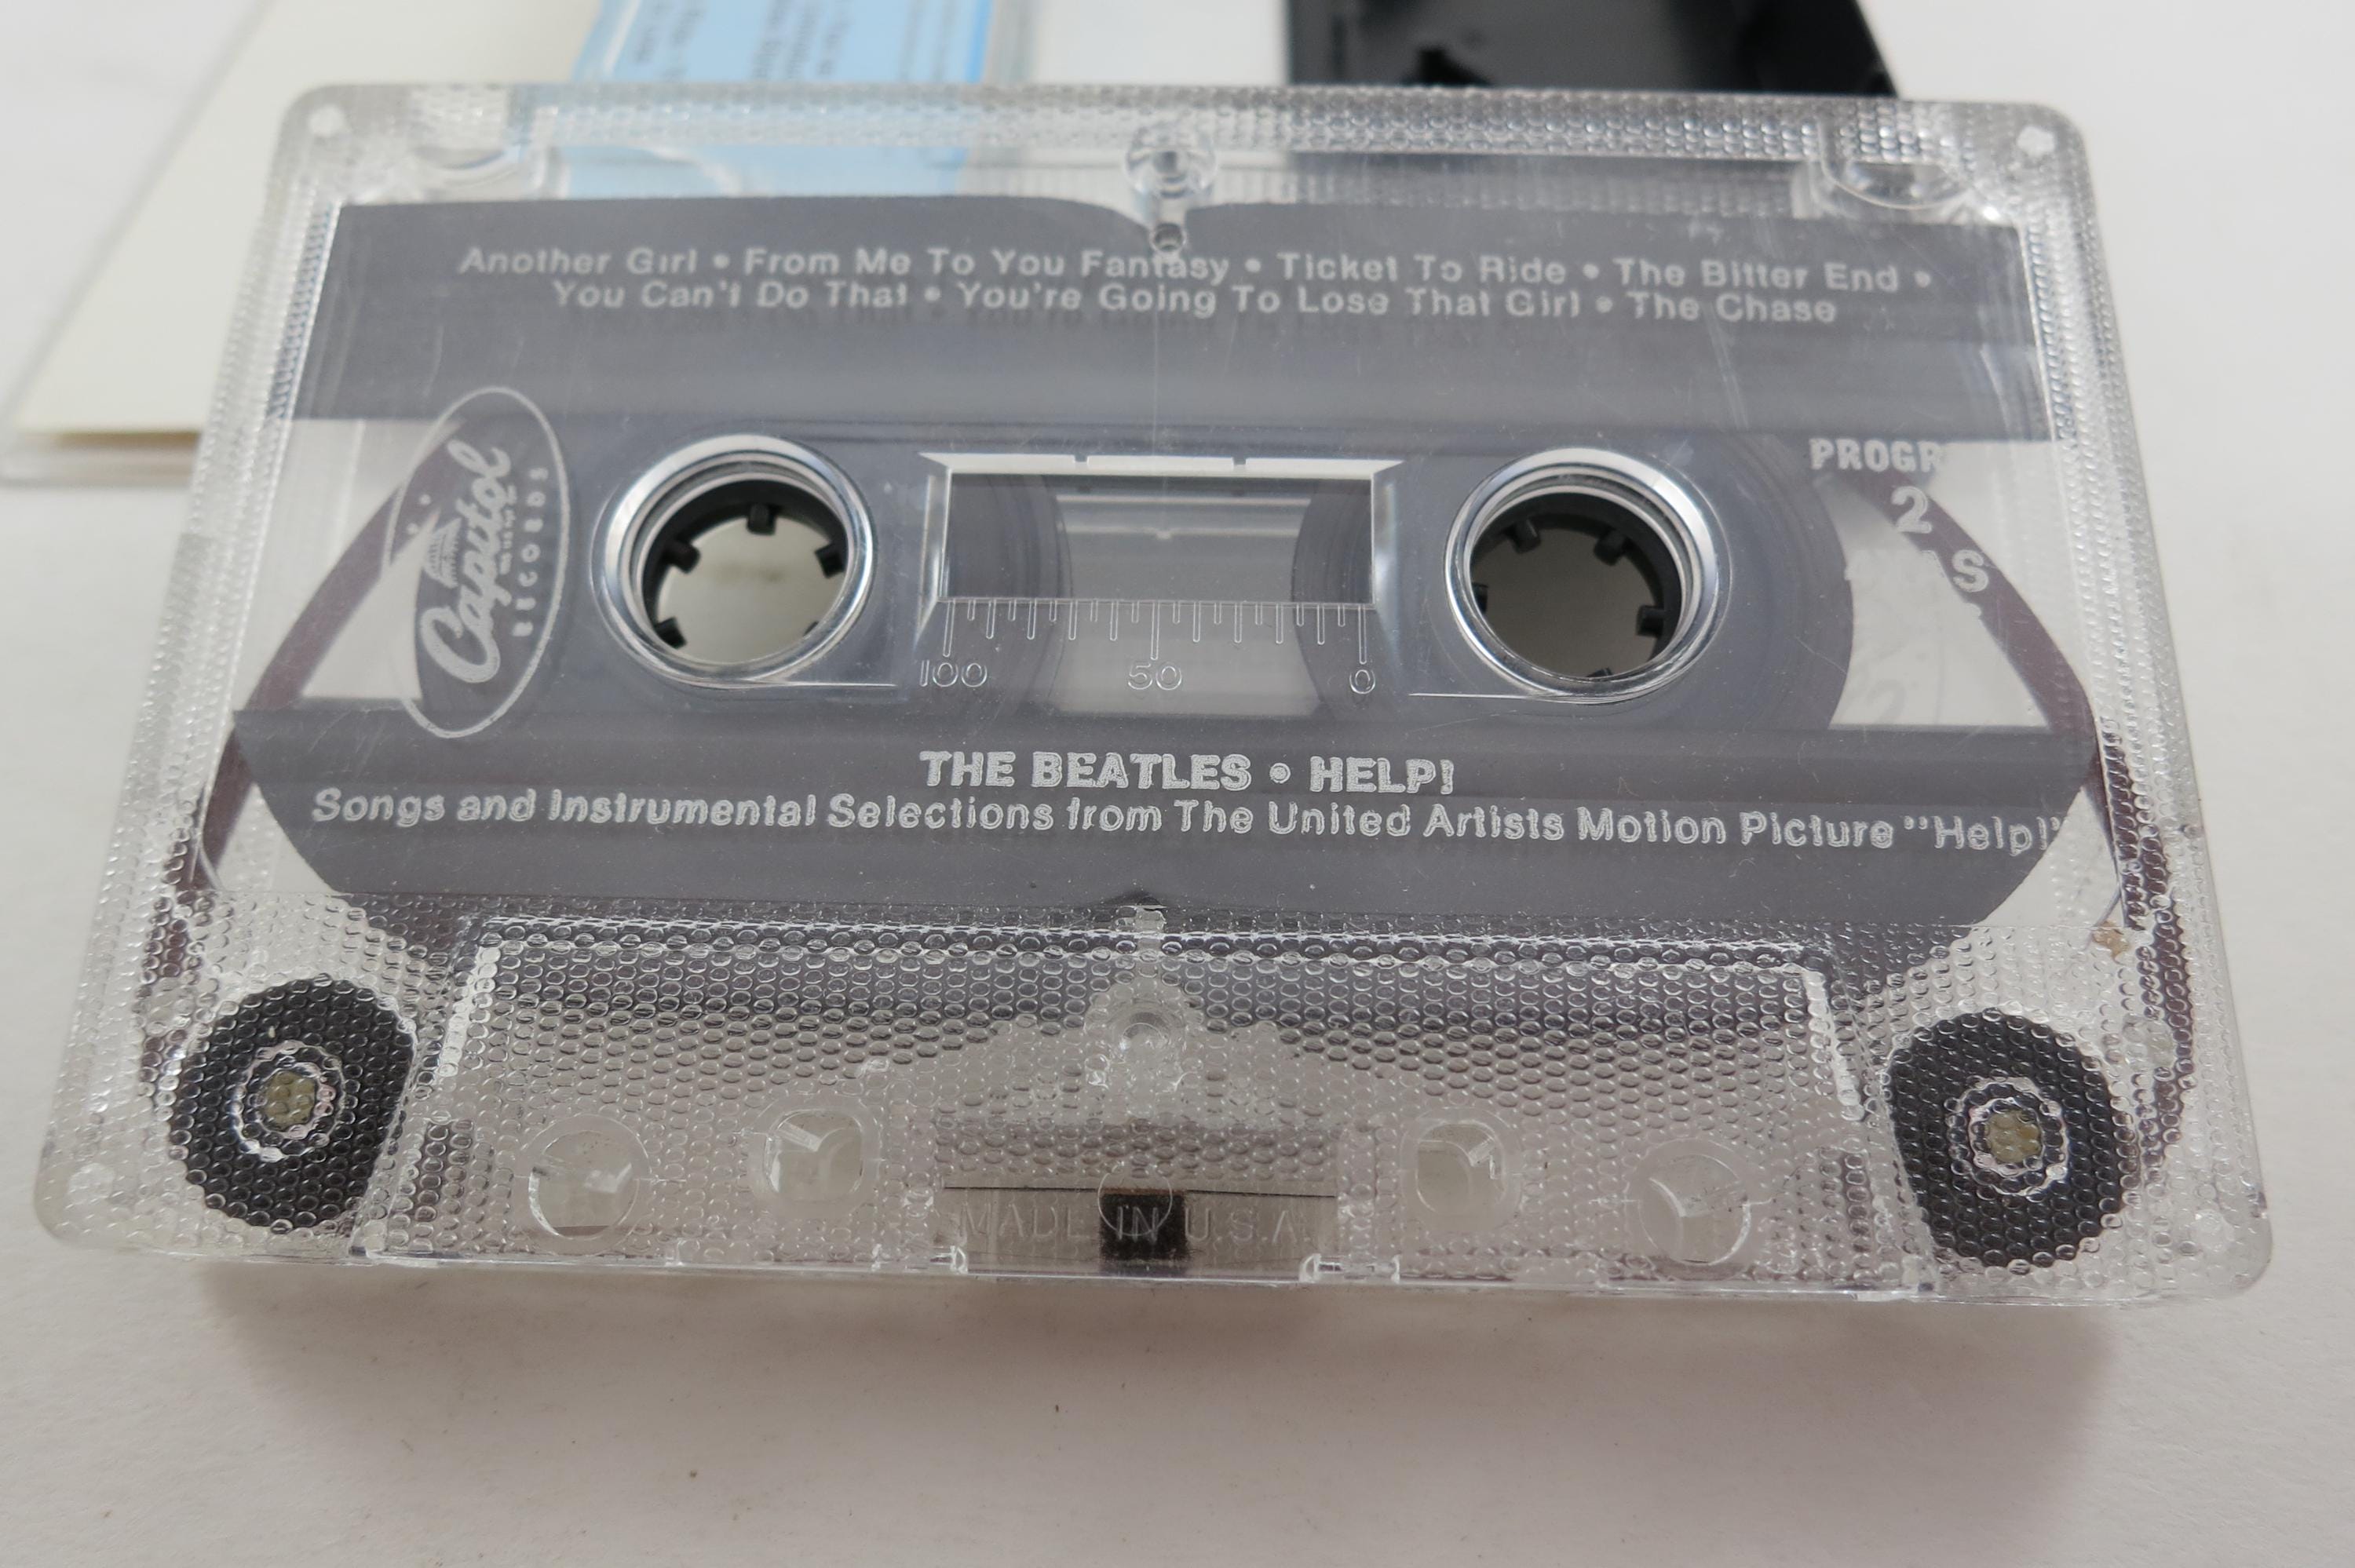 Another Girl • From Me To You Fantasy • Ticket To Ride • The Bitter End •
You Can't Do That • You're Going To Lose That Girl • The Chase
Capitol
RECORDS
PROGR
2
S
100 50 0
THE BEATLES • HELP!
Songs and Instrumental Selections from The United Artists Motion Picture "Help!"
MADE IN U.S.A.